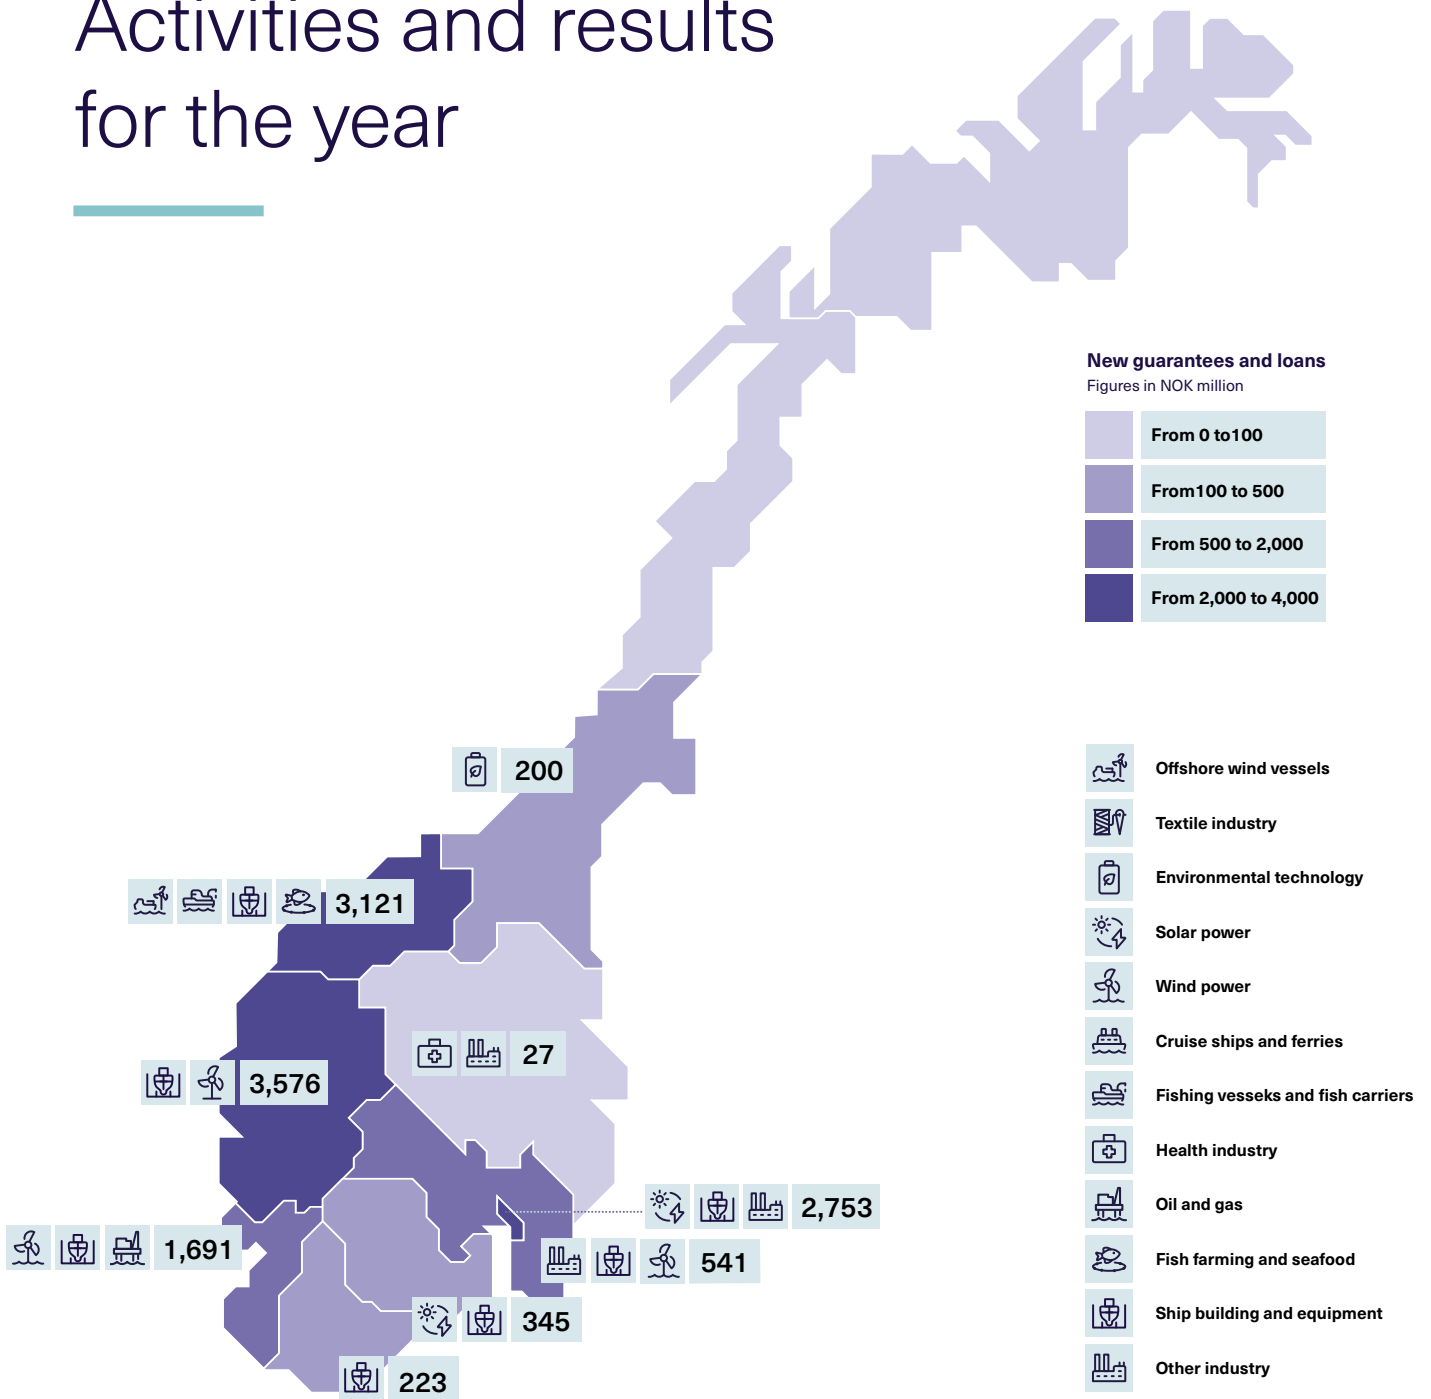 Activities and results
for the year
New guarantees and loans
Figures in NOK million
From 0 to100
From100 to 500
From 500 to 2,000
From 2,000 to 4,000
200
3,121
27
3,576
2,753
1,691
541
345
223
Offshore wind vessels
Textile industry
Environmental technology
Solar power
Wind power
Cruise ships and ferries
Fishing vesseks and fish carriers
Health industry
Oil and gas
Fish farming and seafood
Ship building and equipment
Other industry